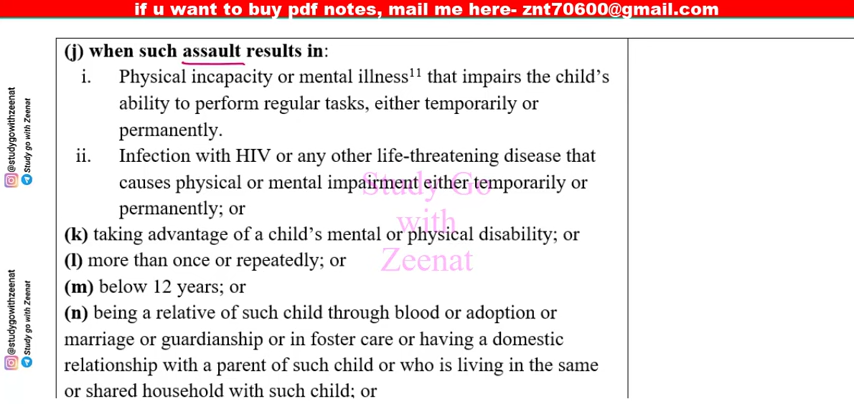 if u want to buy pdf notes, mail me here- znt70600@gmail.com
(j) when such assault results in:
i. Physical incapacity or mental illness11 that impairs the child’s
ability to perform regular tasks, either temporarily or
permanently.
ii. Infection with HIV or any other life-threatening disease that
causes physical or mental impairment either temporarily or
permanently; or
(k) taking advantage of a child’s mental or physical disability; or
(l) more than once or repeatedly; or
(m) below 12 years; or
(n) being a relative of such child through blood or adoption or
marriage or guardianship or in foster care or having a domestic
relationship with a parent of such child or who is living in the same
or shared household with such child; or
Study Go
with
Zeenat
@studygowithzeenat
Study go with Zeenat
@studygowithzeenat
Study go with Zeenat